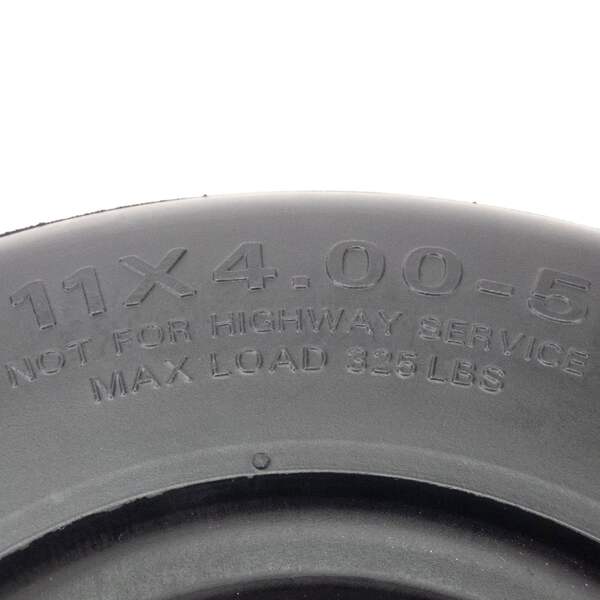 11X4.00-5
NOT FOR HIGHWAY SERVICE
MAX LOAD 325 LBS